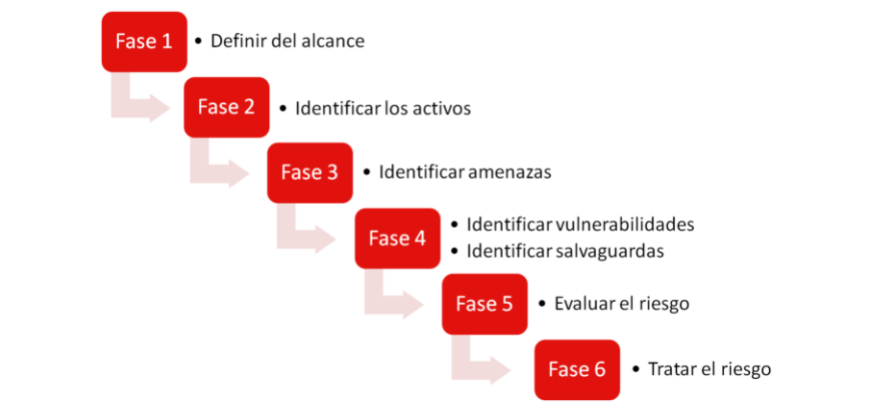 Fase 1
• Definir del alcance
Fase 2
• Identificar los activos
Fase 3
• Identificar amenazas
Fase 4
• Identificar vulnerabilidades
• Identificar salvaguardas
Fase 5
• Evaluar el riesgo
Fase 6
• Tratar el riesgo